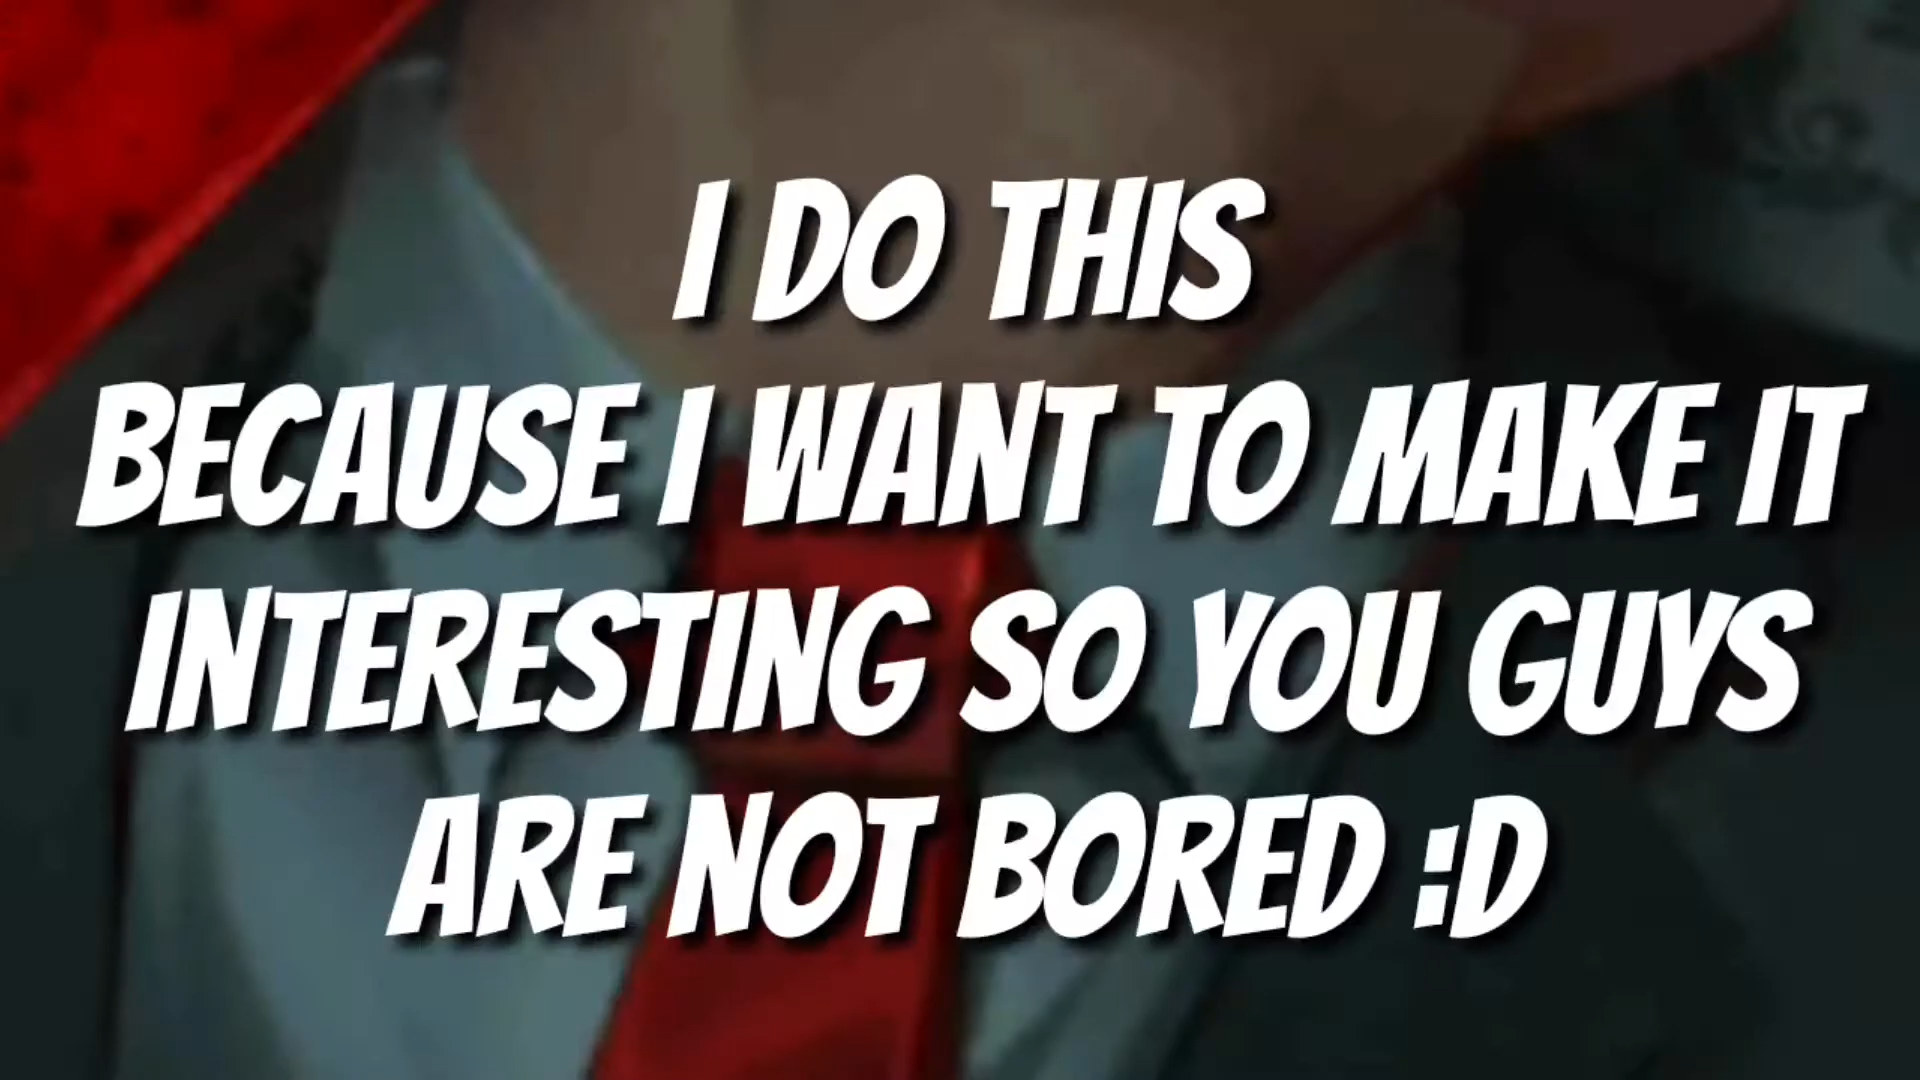 I DO THIS
BECAUSE I WANT TO MAKE IT
INTERESTING SO YOU GUYS
ARE NOT BORED :D